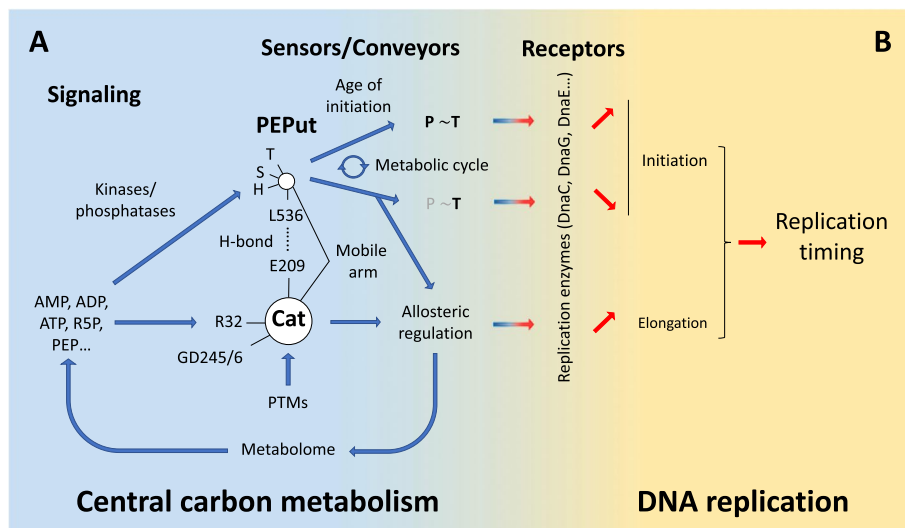 A
B
Sensors/Conveyors
Receptors
Signaling
Age of
initiation
PEPut
P ~T
T
S
H
Metabolic cycle
Kinases/
phosphatases
P ~T
L536
H-bond
E209
Mobile
arm
AMP, ADP,
ATP, R5P,
PEP...
R32
Cat
GD245/6
Allosteric
regulation
PTMs
Metabolome
Replication enzymes (DnaC, DnaG, DnaE...)
Initiation
Elongation
Replication
timing
Central carbon metabolism
DNA replication